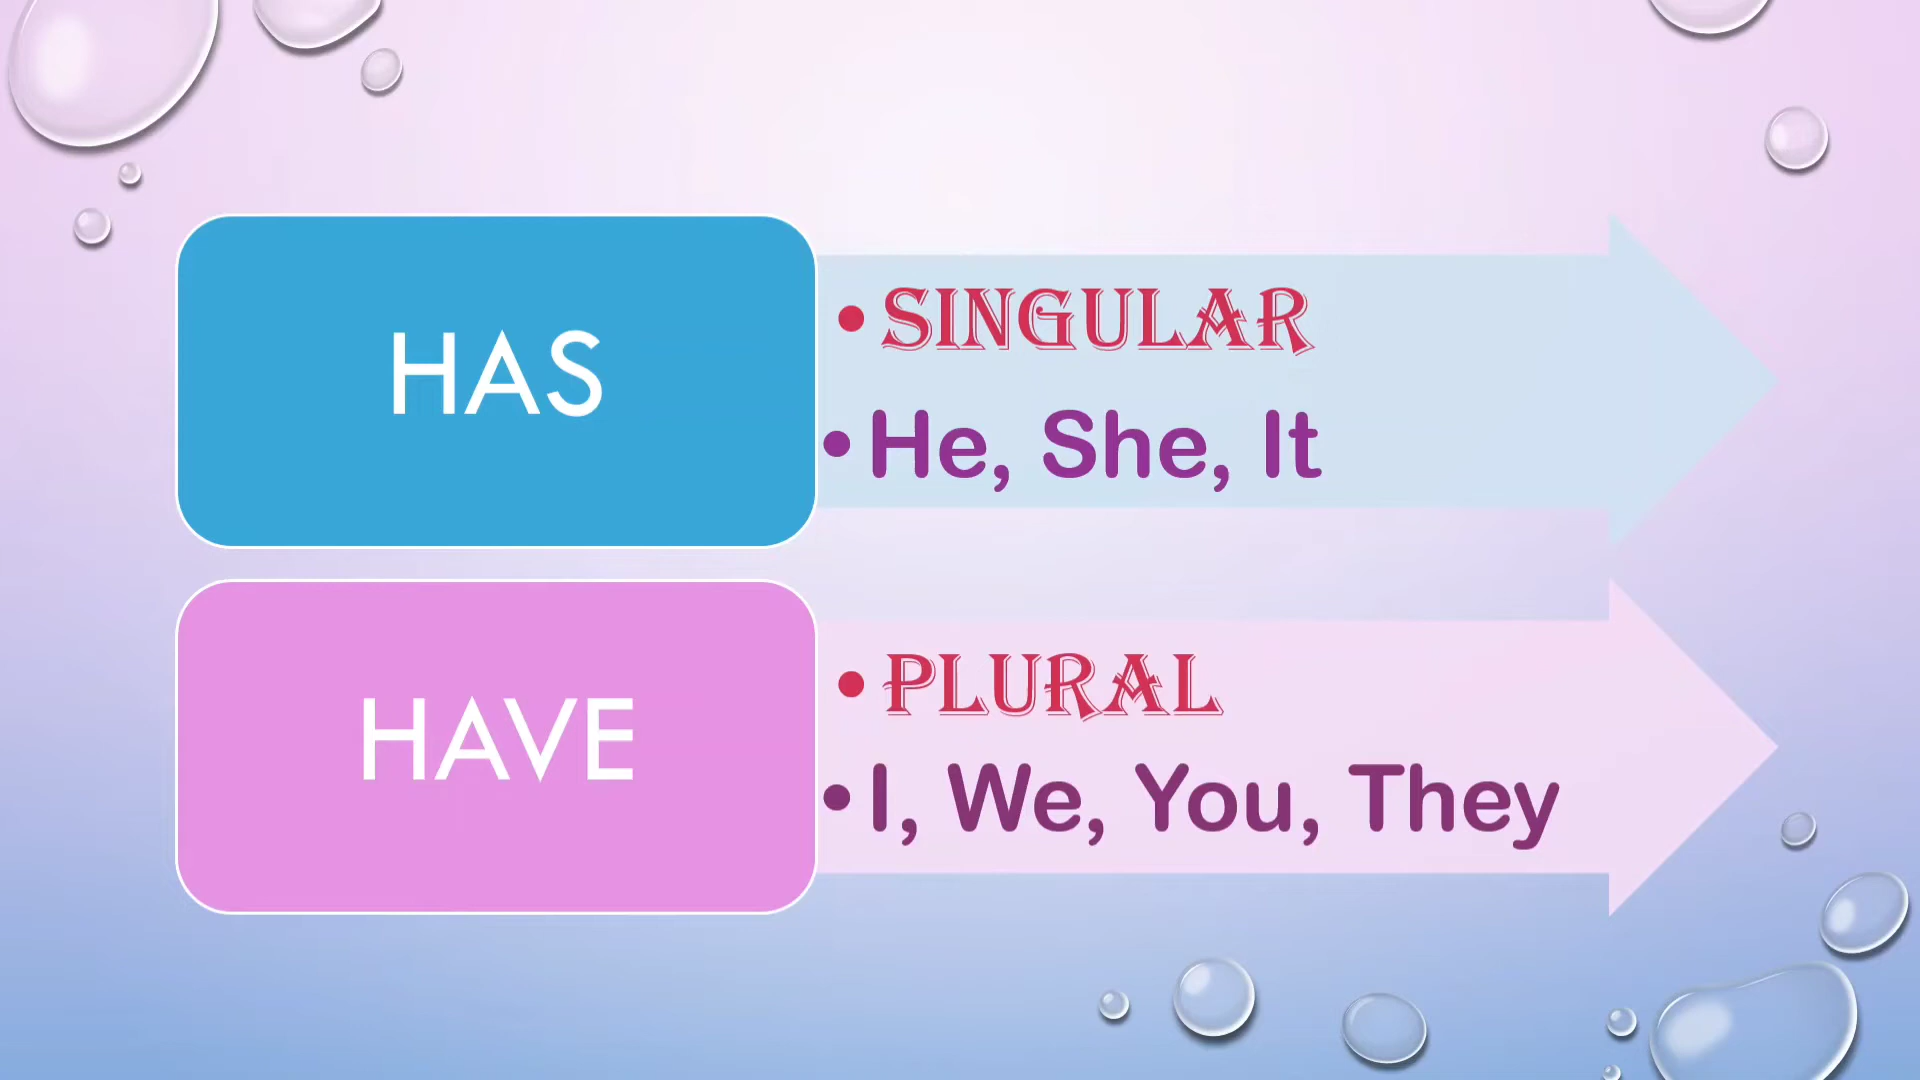 HAS
• SINGULAR
• He, She, It
HAVE
• PLURAL
• I, We, You, They